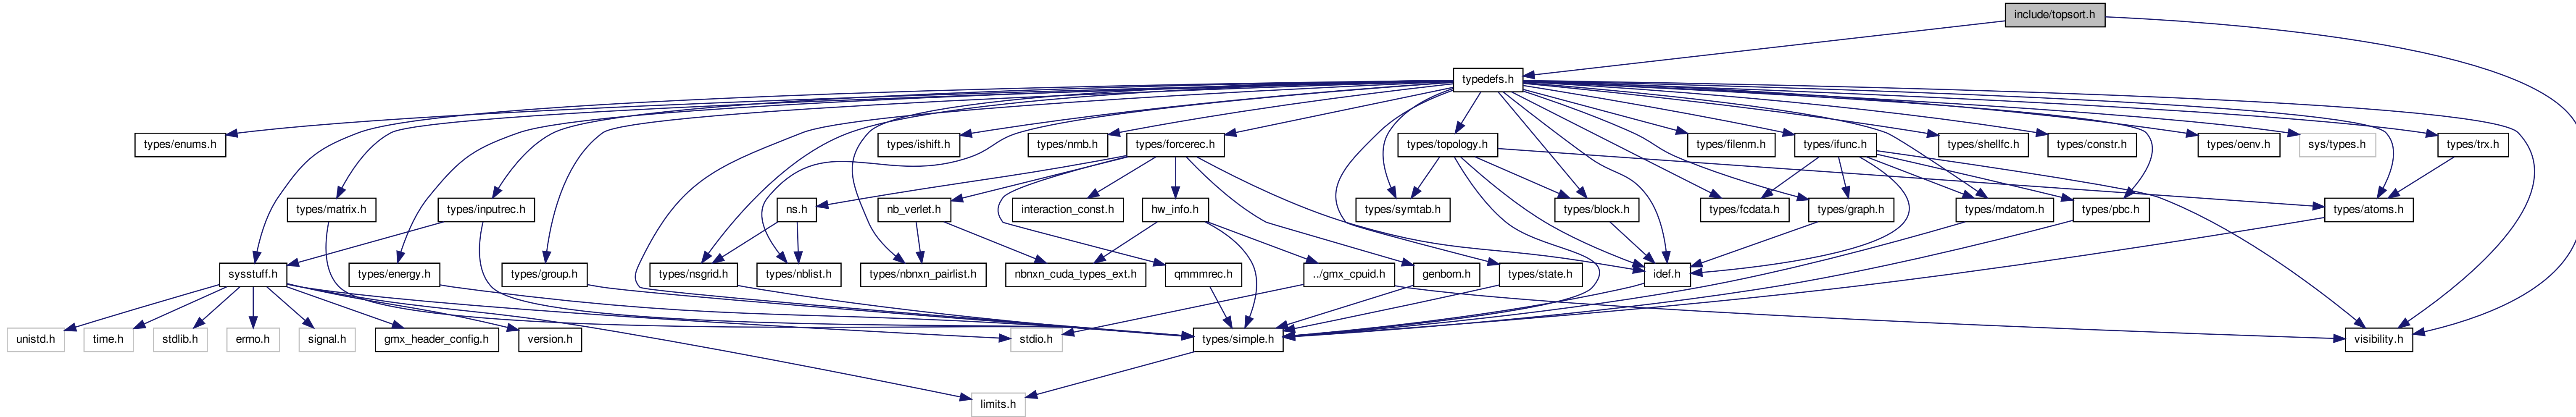 include/topsort.h
typedefs.h
types/enums.h
types/ishift.h
types/nrnb.h
types/forcerec.h
types/topology.h
types/filenm.h
types/ifunc.h
types/shellfc.h
types/constr.h
types/oenv.h
sys/types.h
types/trx.h
types/matrix.h
types/inputrec.h
ns.h
nb_verlet.h
interaction_const.h
hw_info.h
types/symtab.h
types/block.h
types/fcdata.h
types/graph.h
types/mdatom.h
types/pbc.h
types/atoms.h
sysstuff.h
types/energy.h
types/group.h
types/nsgrid.h
types/nblist.h
types/nbnxn_pairlist.h
nbnxn_cuda_types_ext.h
qmmmrec.h
../gmx_cpuid.h
genborn.h
types/state.h
idef.h
unistd.h
time.h
stdlib.h
errno.h
signal.h
gmx_header_config.h
version.h
stdio.h
types/simple.h
visibility.h
limits.h